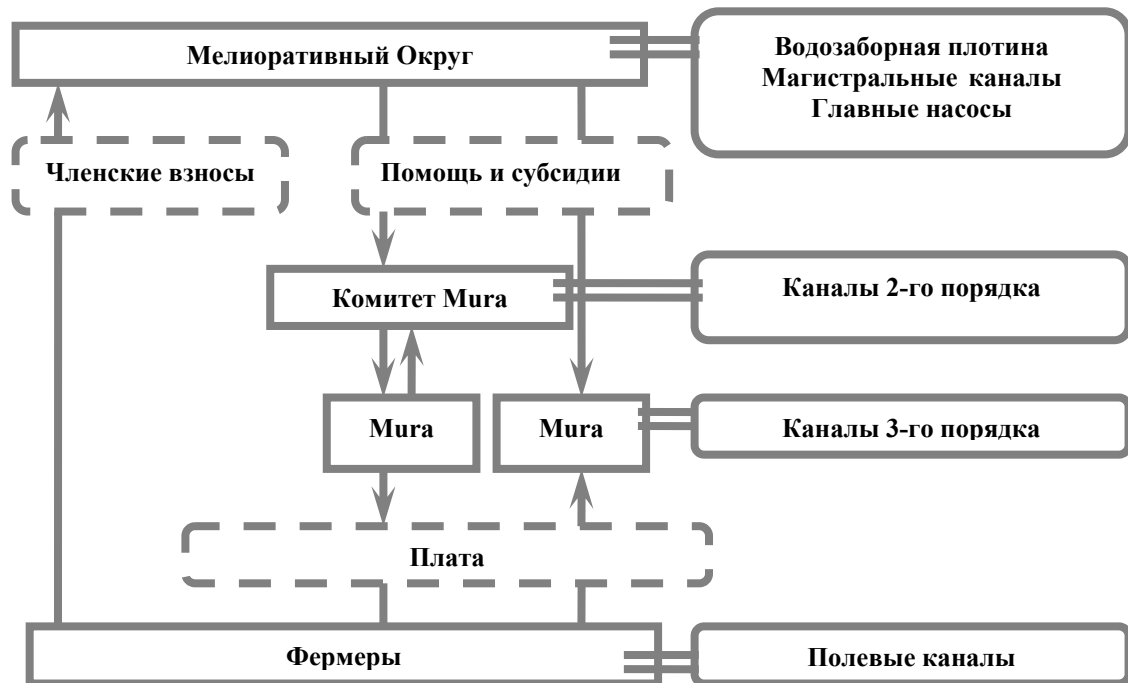 Мелиоративный Округ
Водозаборная плотина
Магистральные каналы
Главные насосы
Членские взносы
Помощь и субсидии
Комитет Mura
Каналы 2-го порядка
Mura
Mura
Каналы 3-го порядка
Плата
Фермеры
Полевые каналы